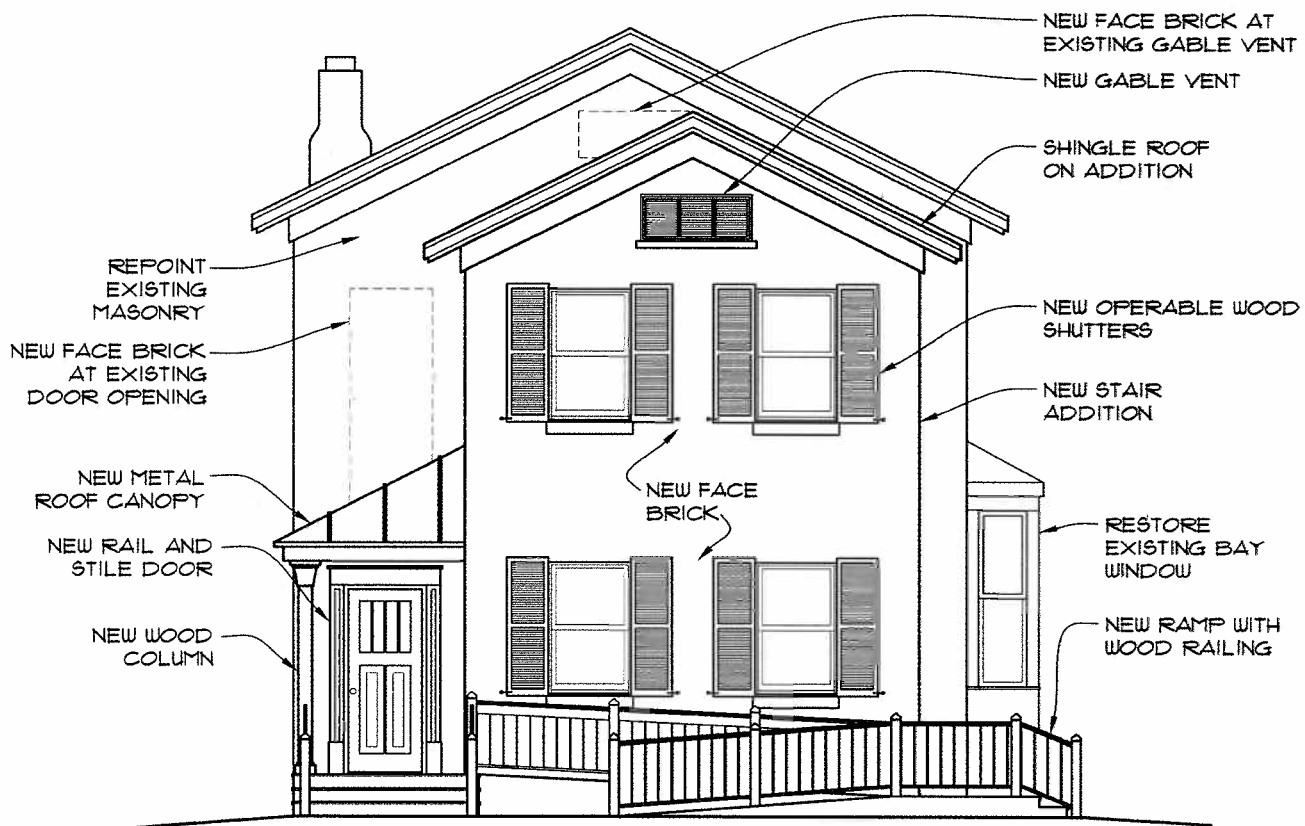 NEW FACE BRICK AT
EXISTING GABLE VENT
NEW GABLE VENT
SHINGLE ROOF
ON ADDITION
REPOINT
EXISTING
MASONRY
NEW FACE BRICK
AT EXISTING
DOOR OPENING
NEW OPERABLE WOOD
SHUTTERS
NEW STAIR
ADDITION
NEW METAL
ROOF CANOPY
NEW FACE
BRICK
NEW RAIL AND
STILE DOOR
RESTORE
EXISTING BAY
WINDOW
NEW WOOD
COLUMN
NEW RAMP WITH
WOOD RAILING